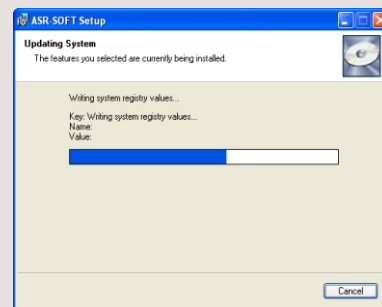 ASR-SOFT Setup
Updating System
The features you selected are currently being installed.
Writing system registry values...
Key: Writing system registry values...
Name:
Value:
Cancel